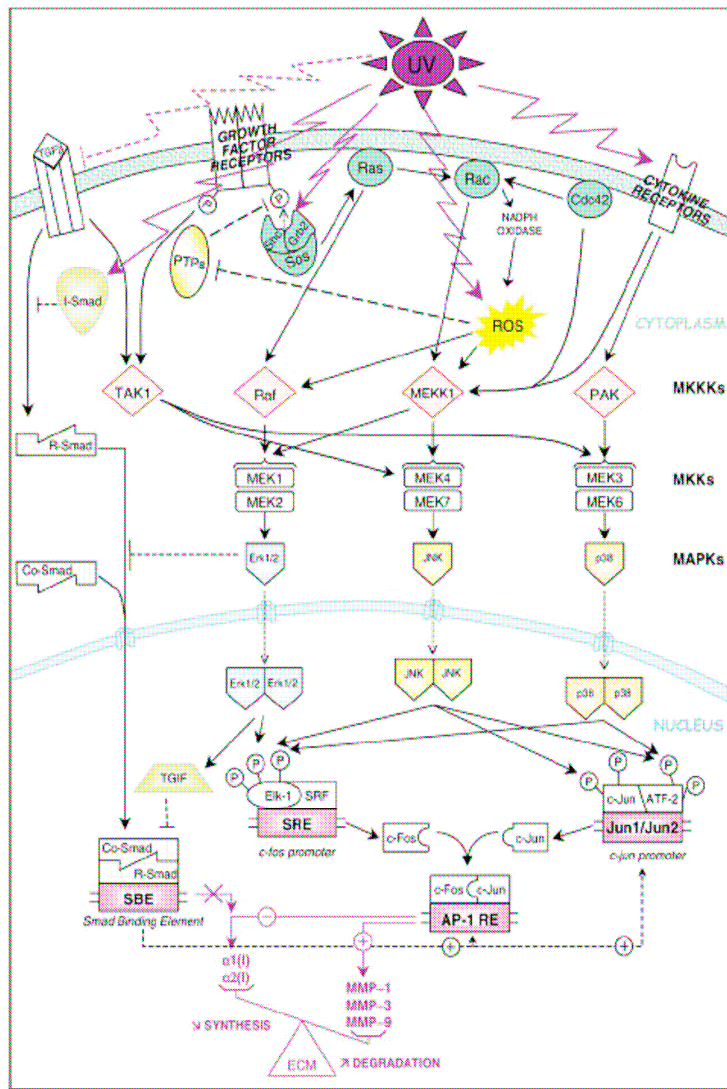 UV
TGFβ
GROWTH
FACTOR
RECEPTORS
CYTOKINE
RECEPTORS
P
P
Ras
Rac
Cdc42
NADPH
OXIDASE
PTPs
Shc
Grb2
Sos
I-Smad
ROS
CYTOPLASM
TAK1
Raf
MEKK1
PAK
MKKKs
R-Smad
MEK1
MEK4
MEK3
MKKs
MEK2
MEK7
MEK6
Co-Smad
Erk1/2
JNK
p38
MAPKs
Erk1/2
Erk1/2
JNK
JNK
p38
p38
NUCLEUS
TGIF
P
P
P
P
P
P
P
Elk-1
SRF
c-Jun
ATF-2
SRE
Jun1/Jun2
c-fos promoter
c-jun promoter
c-Fos
c-Jun
Co-Smad
R-Smad
SBE
Smad Binding Element
c-Fos
c-Jun
AP-1 RE
−
+
+
+
α1(I)
α2(I)
MMP-1
MMP-3
MMP-9
↘ SYNTHESIS
ECM
↗ DEGRADATION